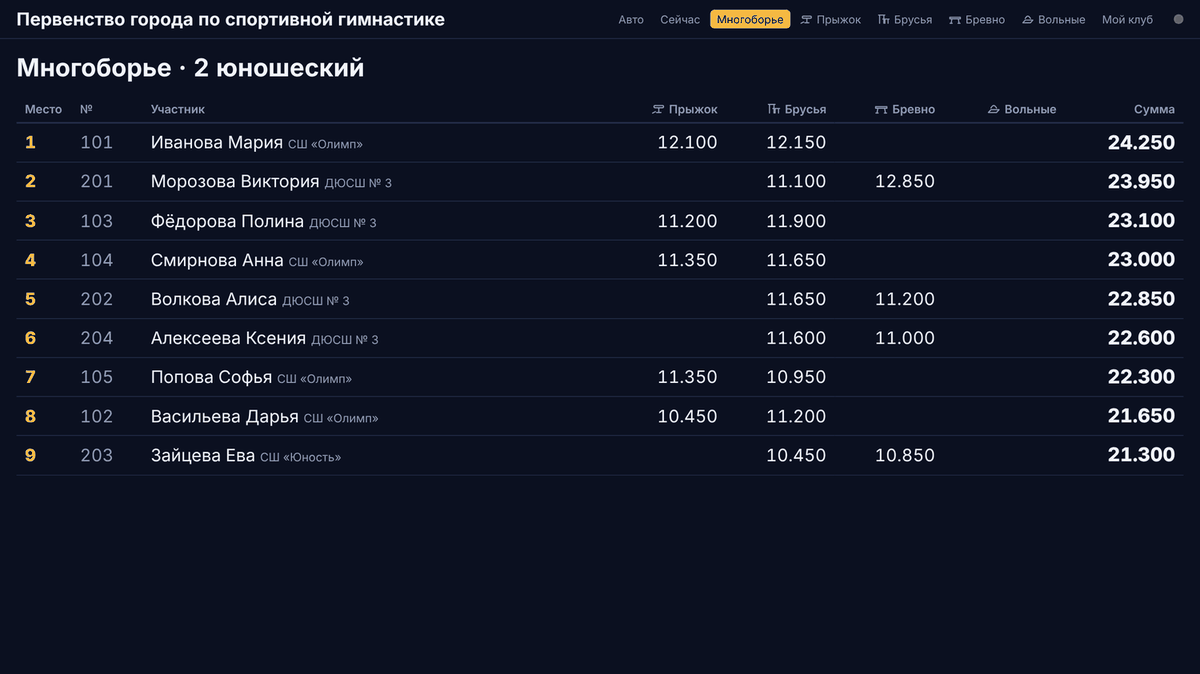 Первенство города по спортивной гимнастике Авто Сейчас Многоборье Прыжок Брусья Бревно Вольные Мой клуб
Многоборье · 2 юношеский
Место № Участник Прыжок Брусья Бревно Вольные Сумма
1 101 Иванова Мария СШ «Олимп» 12.100 12.150 24.250
2 201 Морозова Виктория ДЮСШ № 3 11.100 12.850 23.950
3 103 Фёдорова Полина ДЮСШ № 3 11.200 11.900 23.100
4 104 Смирнова Анна СШ «Олимп» 11.350 11.650 23.000
5 202 Волкова Алиса ДЮСШ № 3 11.650 11.200 22.850
6 204 Алексеева Ксения ДЮСШ № 3 11.600 11.000 22.600
7 105 Попова Софья СШ «Олимп» 11.350 10.950 22.300
8 102 Васильева Дарья СШ «Олимп» 10.450 11.200 21.650
9 203 Зайцева Ева СШ «Юность» 10.450 10.850 21.300